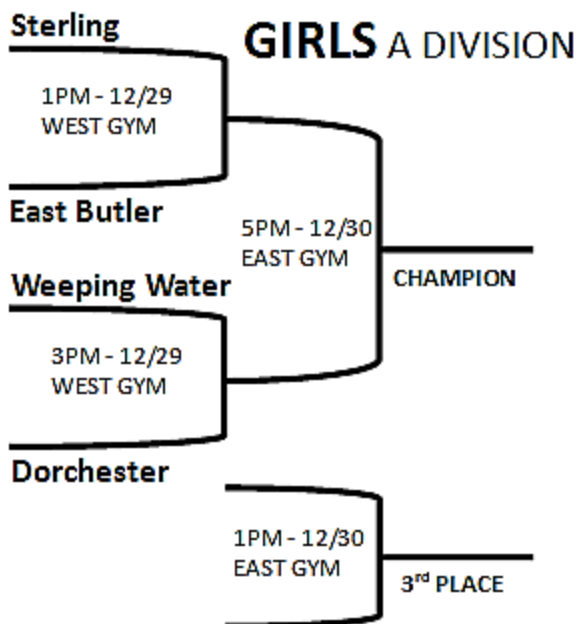 Sterling
GIRLS A DIVISION
1PM - 12/29
WEST GYM
East Butler
5PM - 12/30
EAST GYM
CHAMPION
Weeping Water
3PM - 12/29
WEST GYM
Dorchester
1PM - 12/30
EAST GYM
3rd PLACE